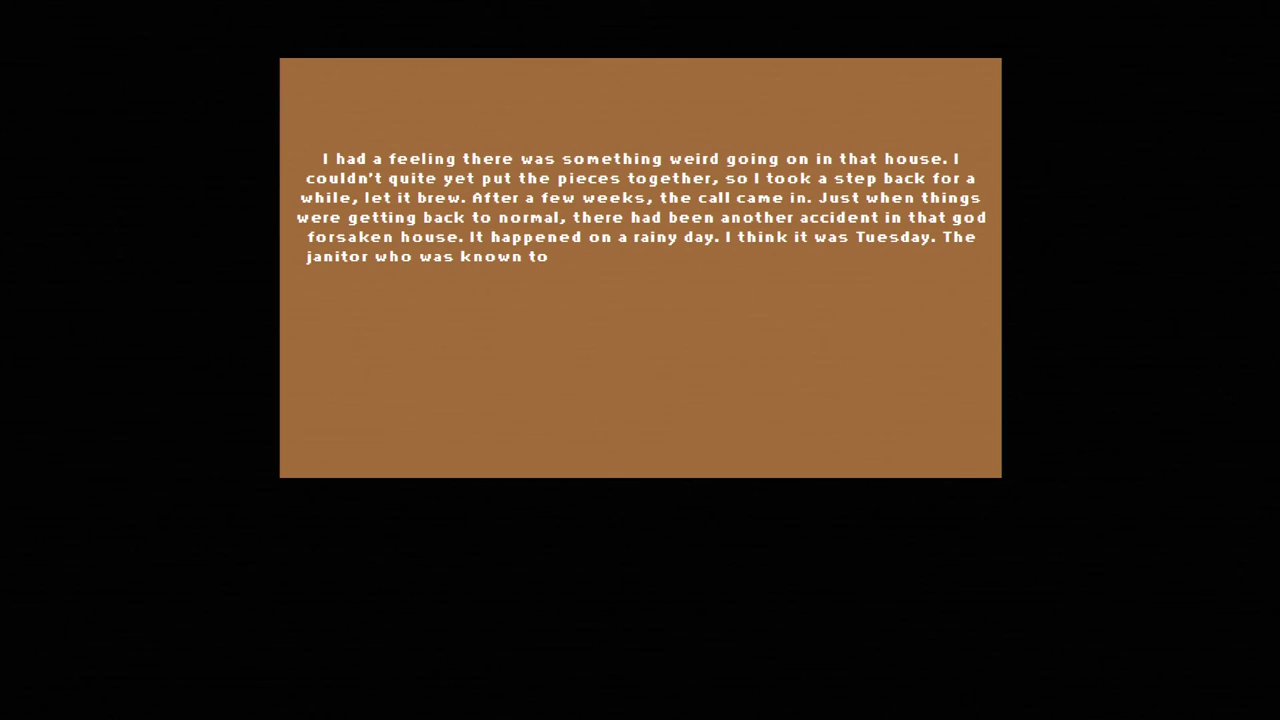 I had a feeling there was something weird going on in that house. I
couldn't quite yet put the pieces together, so I took a step back for a
while, let it brew. After a few weeks, the call came in. Just when things
were getting back to normal, there had been another accident in that god
forsaken house. It happened on a rainy day. I think it was Tuesday. The
janitor who was known to